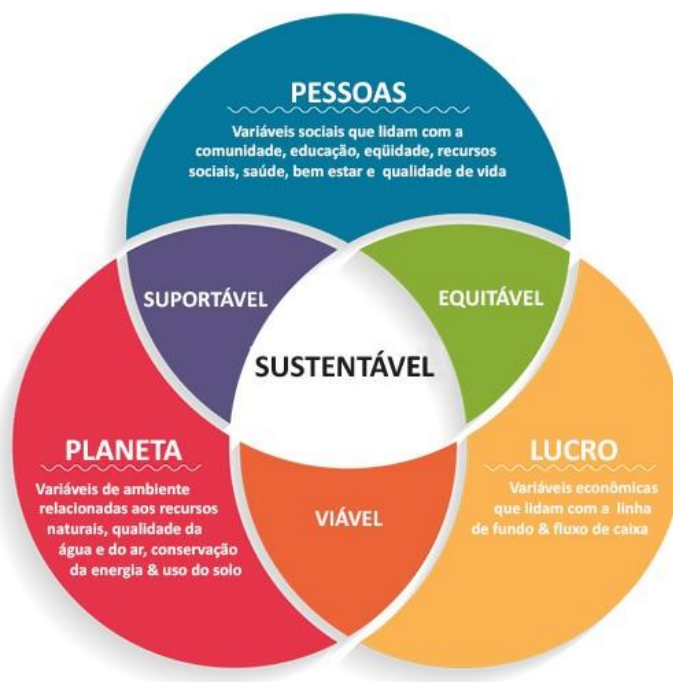 PESSOAS
Variáveis sociais que lidam com a
comunidade, educação, eqüidade, recursos
sociais, saúde, bem estar e qualidade de vida
SUPORTÁVEL
EQUITÁVEL
SUSTENTÁVEL
PLANETA
Variáveis de ambiente
relacionadas aos recursos
naturais, qualidade da
água e do ar, conservação
da energia & uso do solo
LUCRO
Variáveis econômicas
que lidam com a linha
de fundo & fluxo de caixa
VIÁVEL